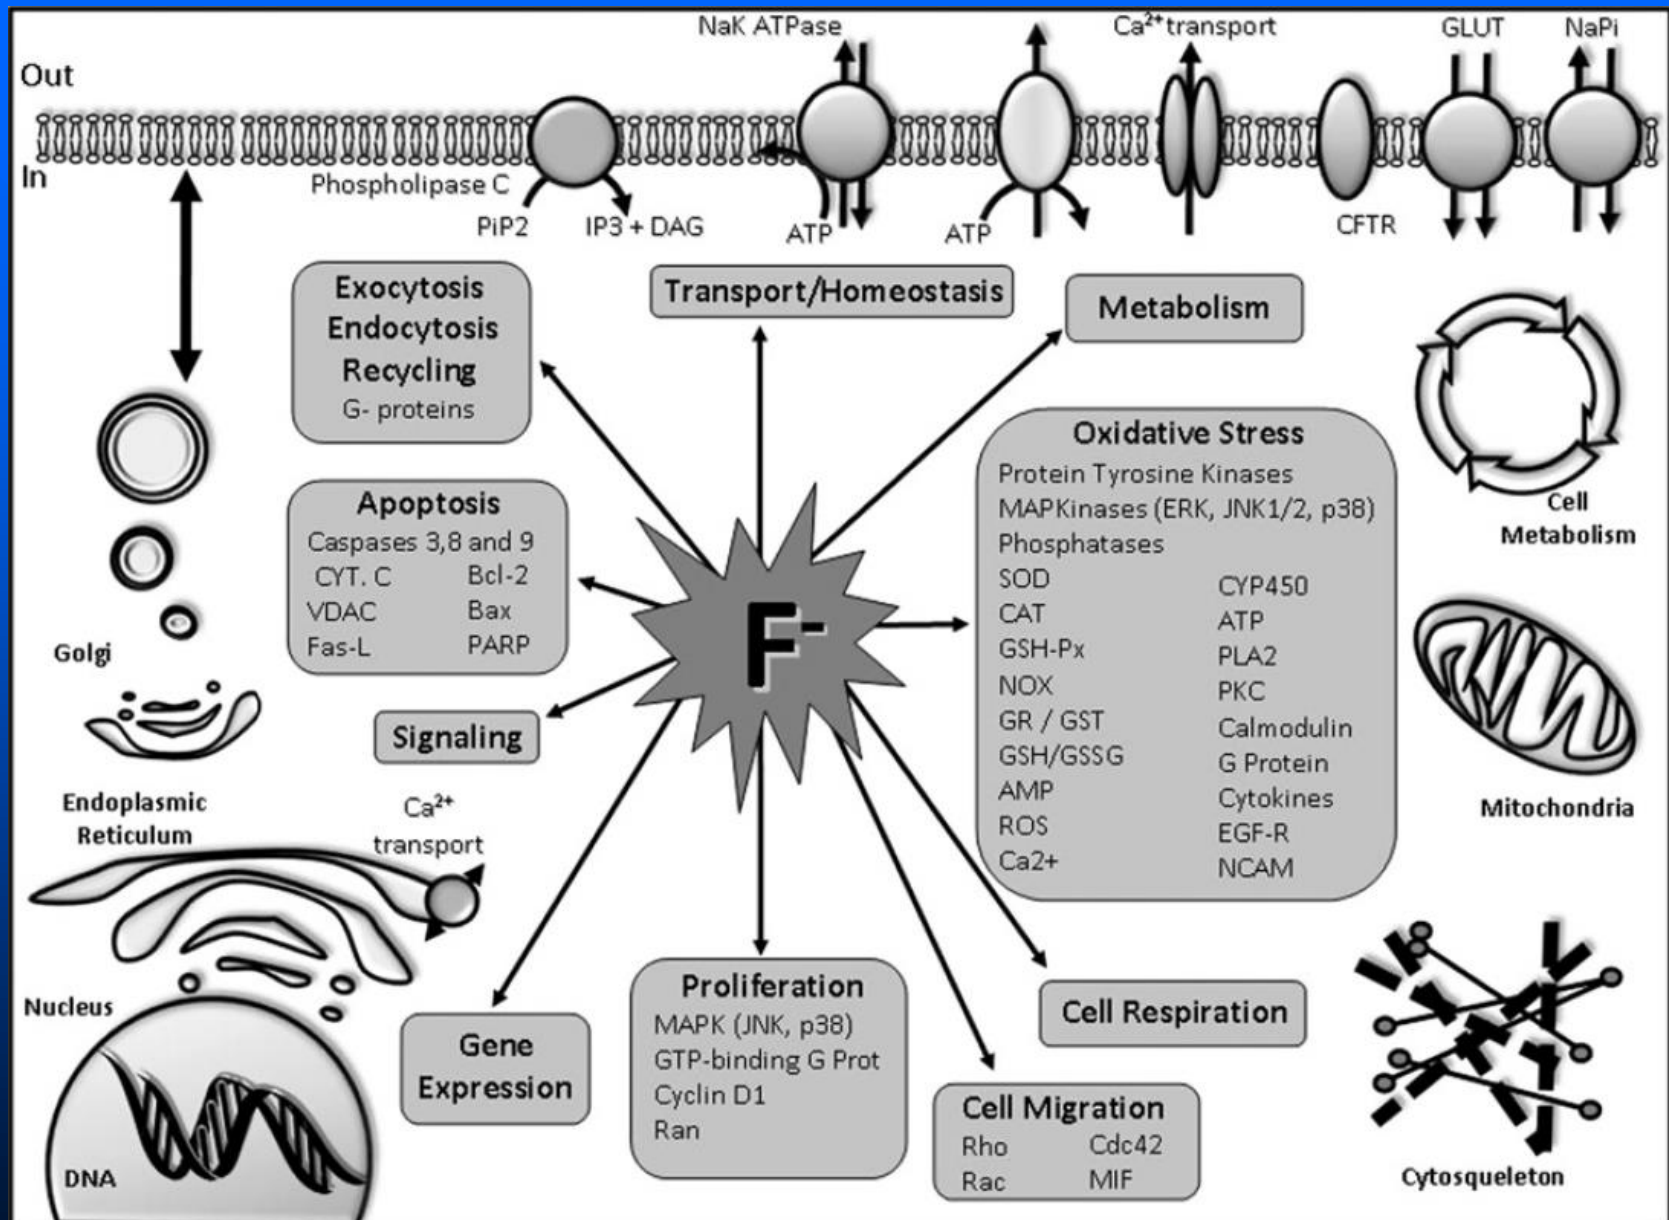 NaK ATPase
Ca²⁺transport
GLUT
NaPi
Out
In
Phospholipase C
PiP2
IP3 + DAG
ATP
ATP
CFTR
Exocytosis
Endocytosis
Recycling
G- proteins
Transport/Homeostasis
Metabolism
Oxidative Stress
Protein Tyrosine Kinases
MAPKinases (ERK, JNK1/2, p38)
Phosphatases
SOD
CAT
GSH-Px
NOX
GR / GST
GSH/GSSG
AMP
ROS
Ca2+
CYP450
ATP
PLA2
PKC
Calmodulin
G Protein
Cytokines
EGF-R
NCAM
Cell
Metabolism
Apoptosis
Caspases 3,8 and 9
CYT. C Bcl-2
VDAC Bax
Fas-L PARP
F-
Golgi
Signaling
Endoplasmic
Reticulum
Ca²⁺
transport
Mitochondria
Nucleus
DNA
Gene
Expression
Proliferation
MAPK (JNK, p38)
GTP-binding G Prot
Cyclin D1
Ran
Cell Respiration
Cell Migration
Rho Cdc42
Rac MIF
Cytosqueleton